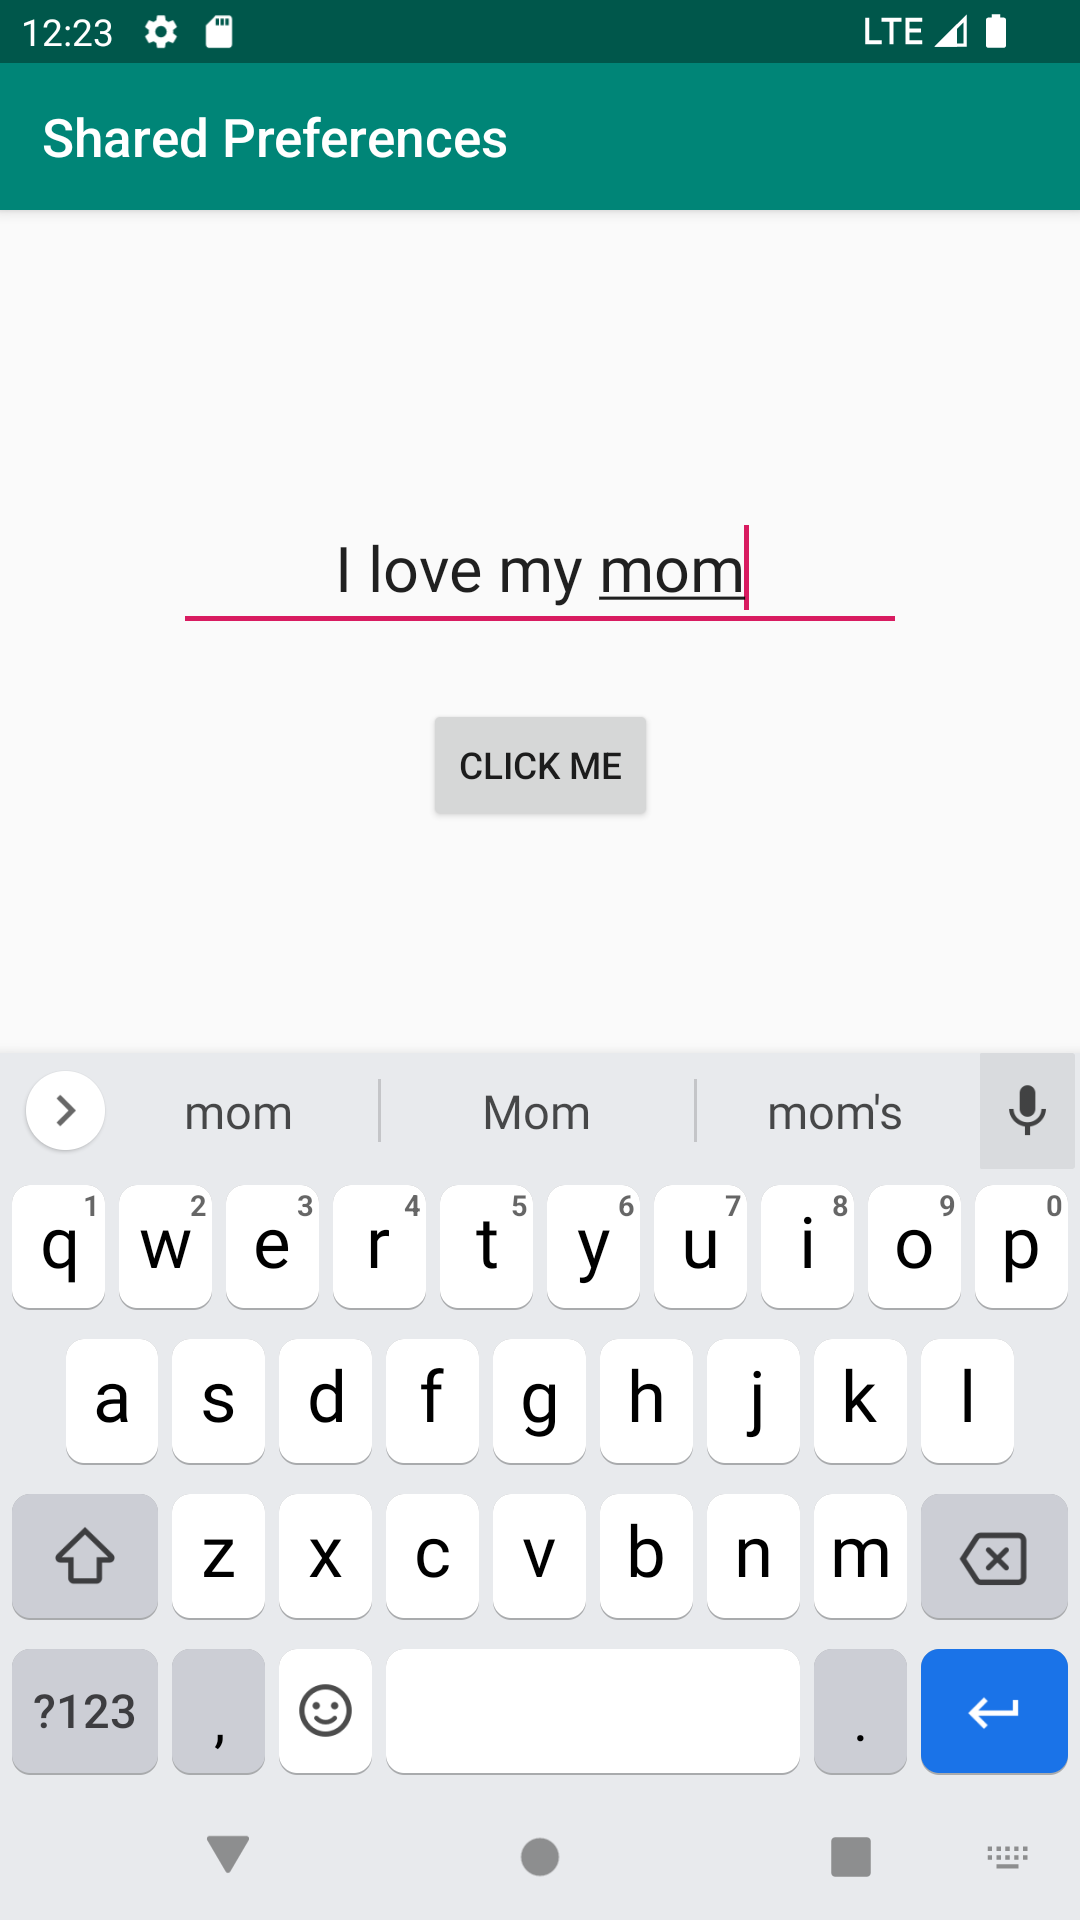 12:23 LTE
Shared Preferences
I love my mom
CLICK ME
mom Mom mom's
q 1 w 2 e 3 r 4 t 5 y 6 u 7 i 8 o 9 p 0
a s d f g h j k l
z x c v b n m
?123 , .